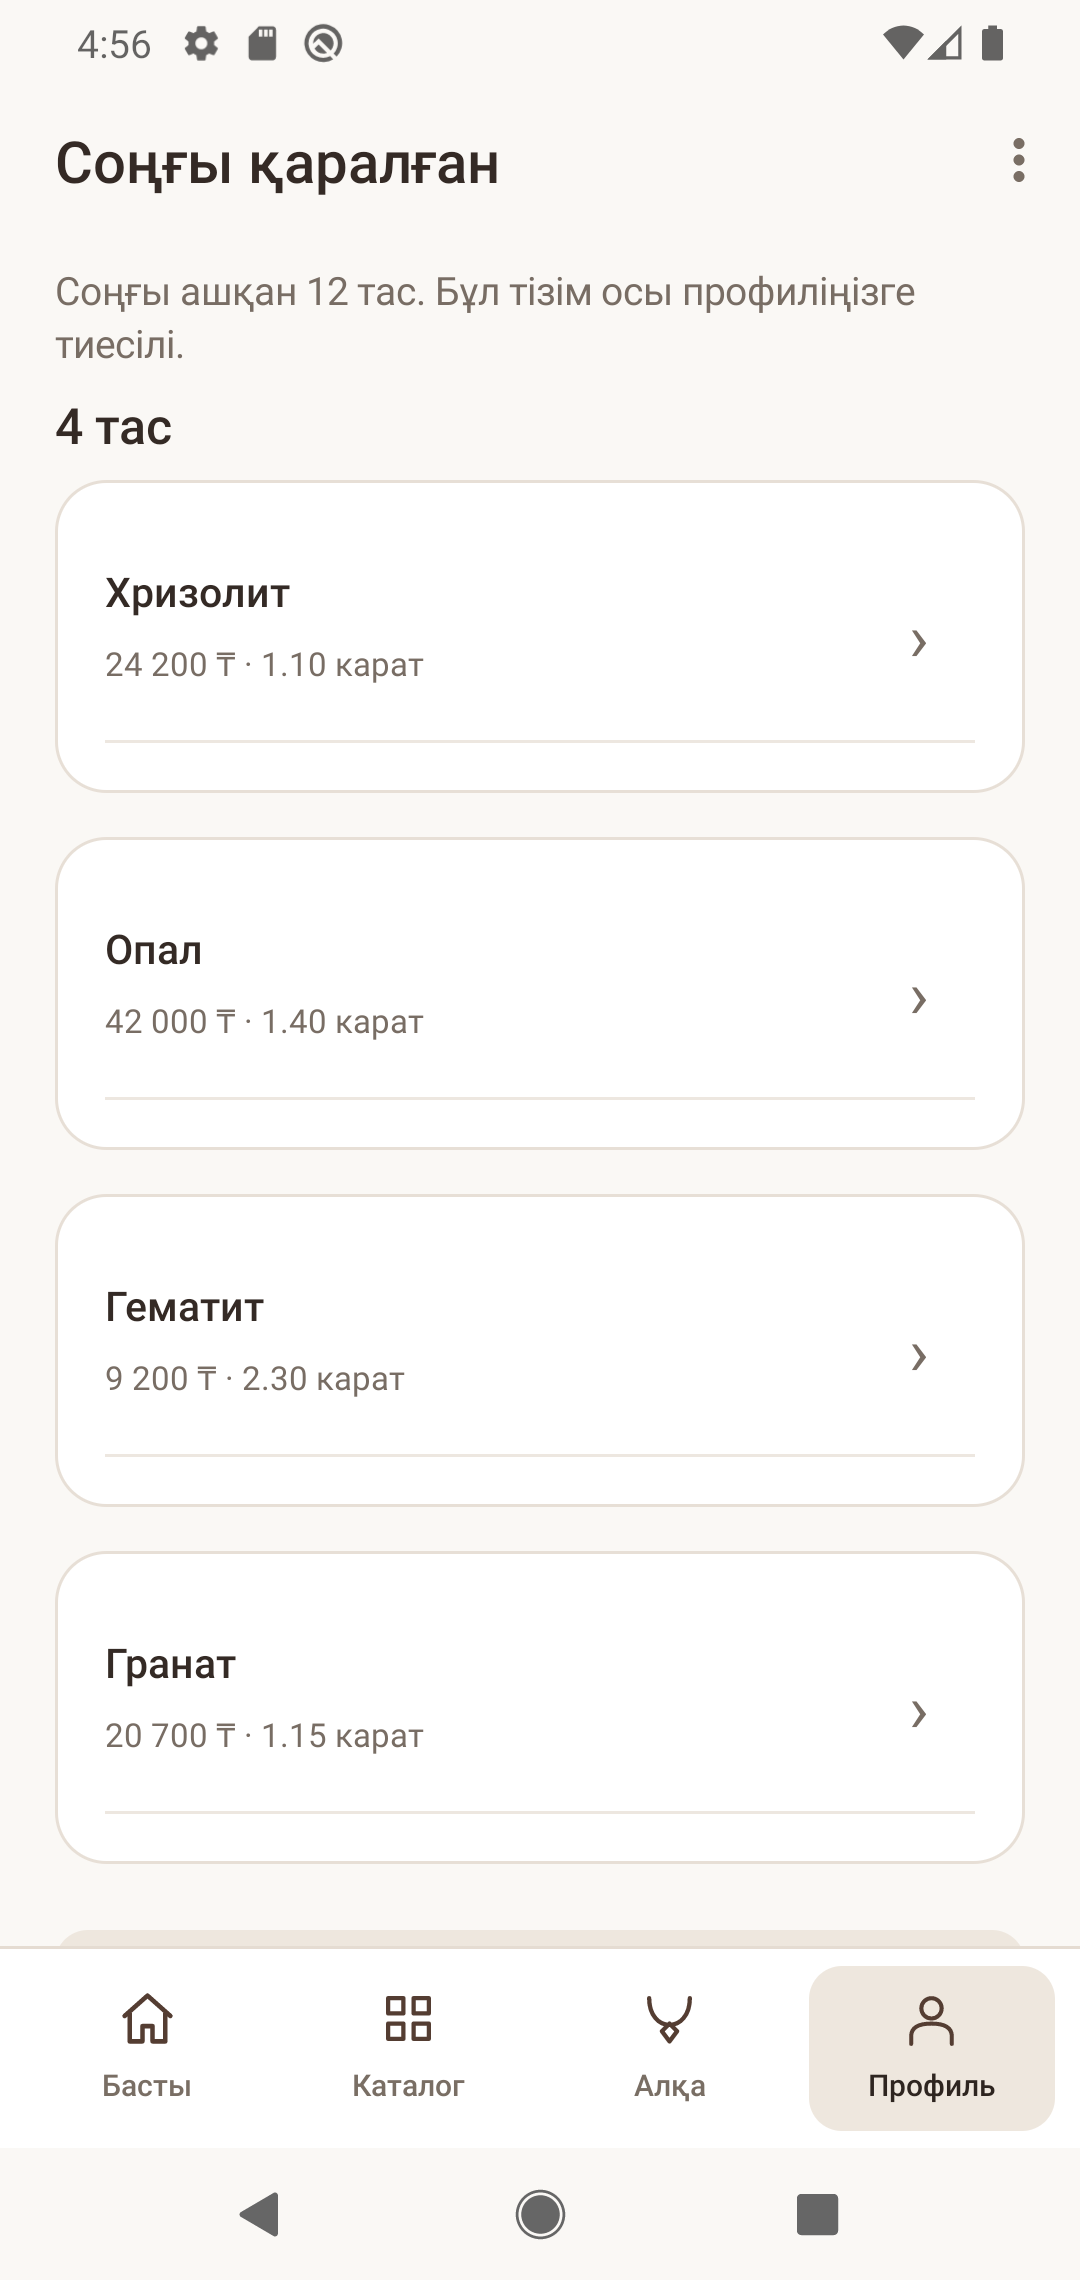 4:56
Соңғы қаралған
Соңғы ашқан 12 тас. Бұл тізім осы профиліңізге
тиесілі.
4 тас
Хризолит
24 200 ₸ · 1.10 карат
Опал
42 000 ₸ · 1.40 карат
Гематит
9 200 ₸ · 2.30 карат
Гранат
20 700 ₸ · 1.15 карат
Басты
Каталог
Алқа
Профиль